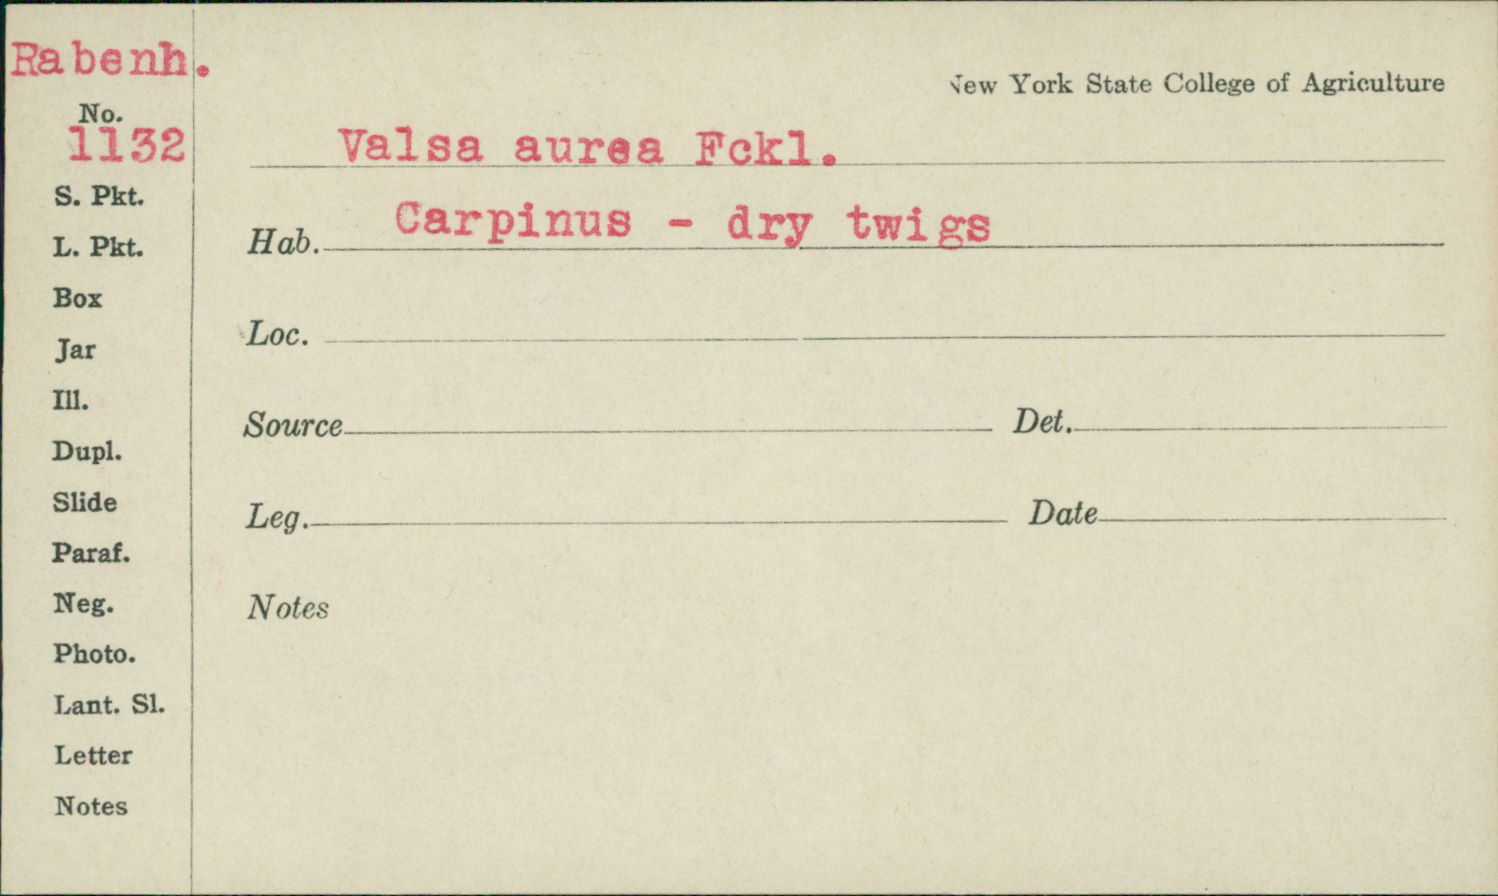 Rabenh.
New York State College of Agriculture
No.
1132
Valsa aurea Fckl.
S. Pkt.
Hab. Carpinus - dry twigs
L. Pkt.
Box
Loc.
Jar
Ill.
Source Det.
Dupl.
Slide
Leg. Date
Paraf.
Neg.
Notes
Photo.
Lant. Sl.
Letter
Notes